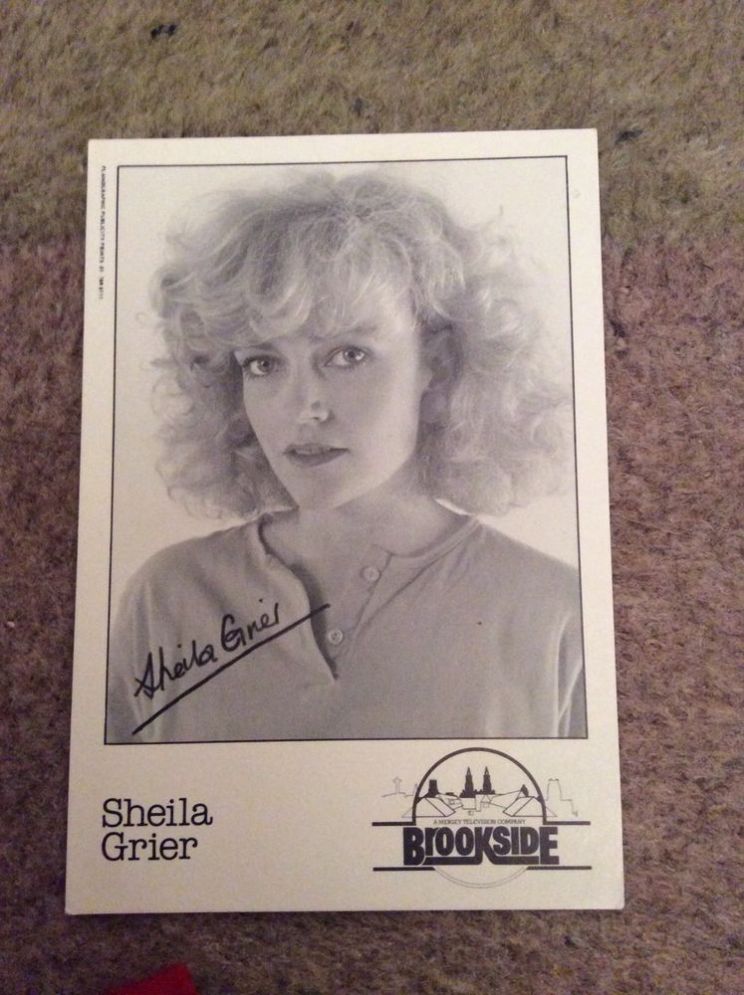 Sheila Grier
Sheila
Grier
A MERSEY TELEVISION COMPANY
BROOKSIDE